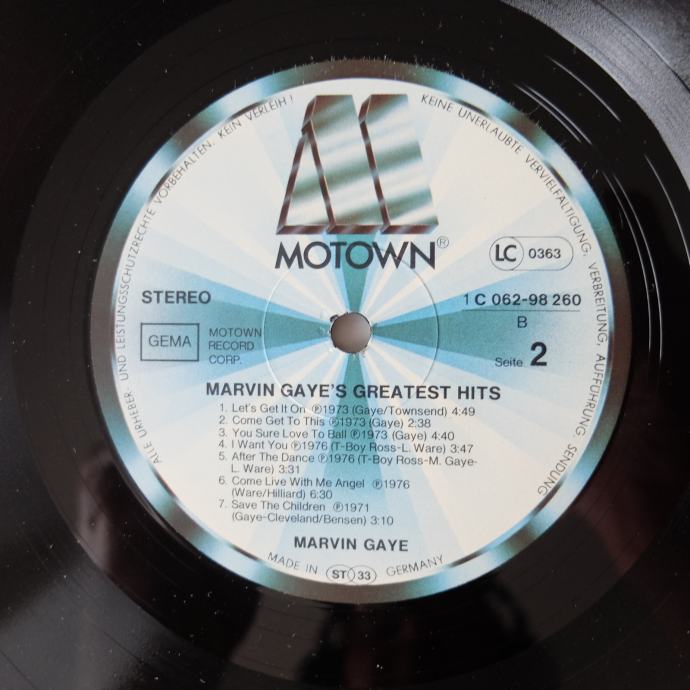 ALLE URHEBER- UND LEISTUNGSSCHUTZRECHTE VORBEHALTEN. KEIN VERLEIH! KEINE UNERLAUBTE VERVIELFÄLTIGUNG, VERBREITUNG, AUFFÜHRUNG, SENDUNG
MOTOWN®
LC 0363
STEREO
1 C 062-98 260
B
GEMA
MOTOWN
RECORD
CORP.
Seite 2
MARVIN GAYE'S GREATEST HITS
1. Let's Get It On ℗1973 (Gaye/Townsend) 4:49
2. Come Get To This ℗1973 (Gaye) 2:38
3. You Sure Love To Ball ℗1973 (Gaye) 4:40
4. I Want You ℗1976 (T-Boy Ross-L. Ware) 3:47
5. After The Dance ℗1976 (T-Boy Ross-M. Gaye-
L. Ware) 3:31
6. Come Live With Me Angel ℗1976
(Ware/Hilliard) 6:30
7. Save The Children ℗1971
(Gaye-Cleveland/Bensen) 3:10
MARVIN GAYE
MADE IN ST 33 GERMANY